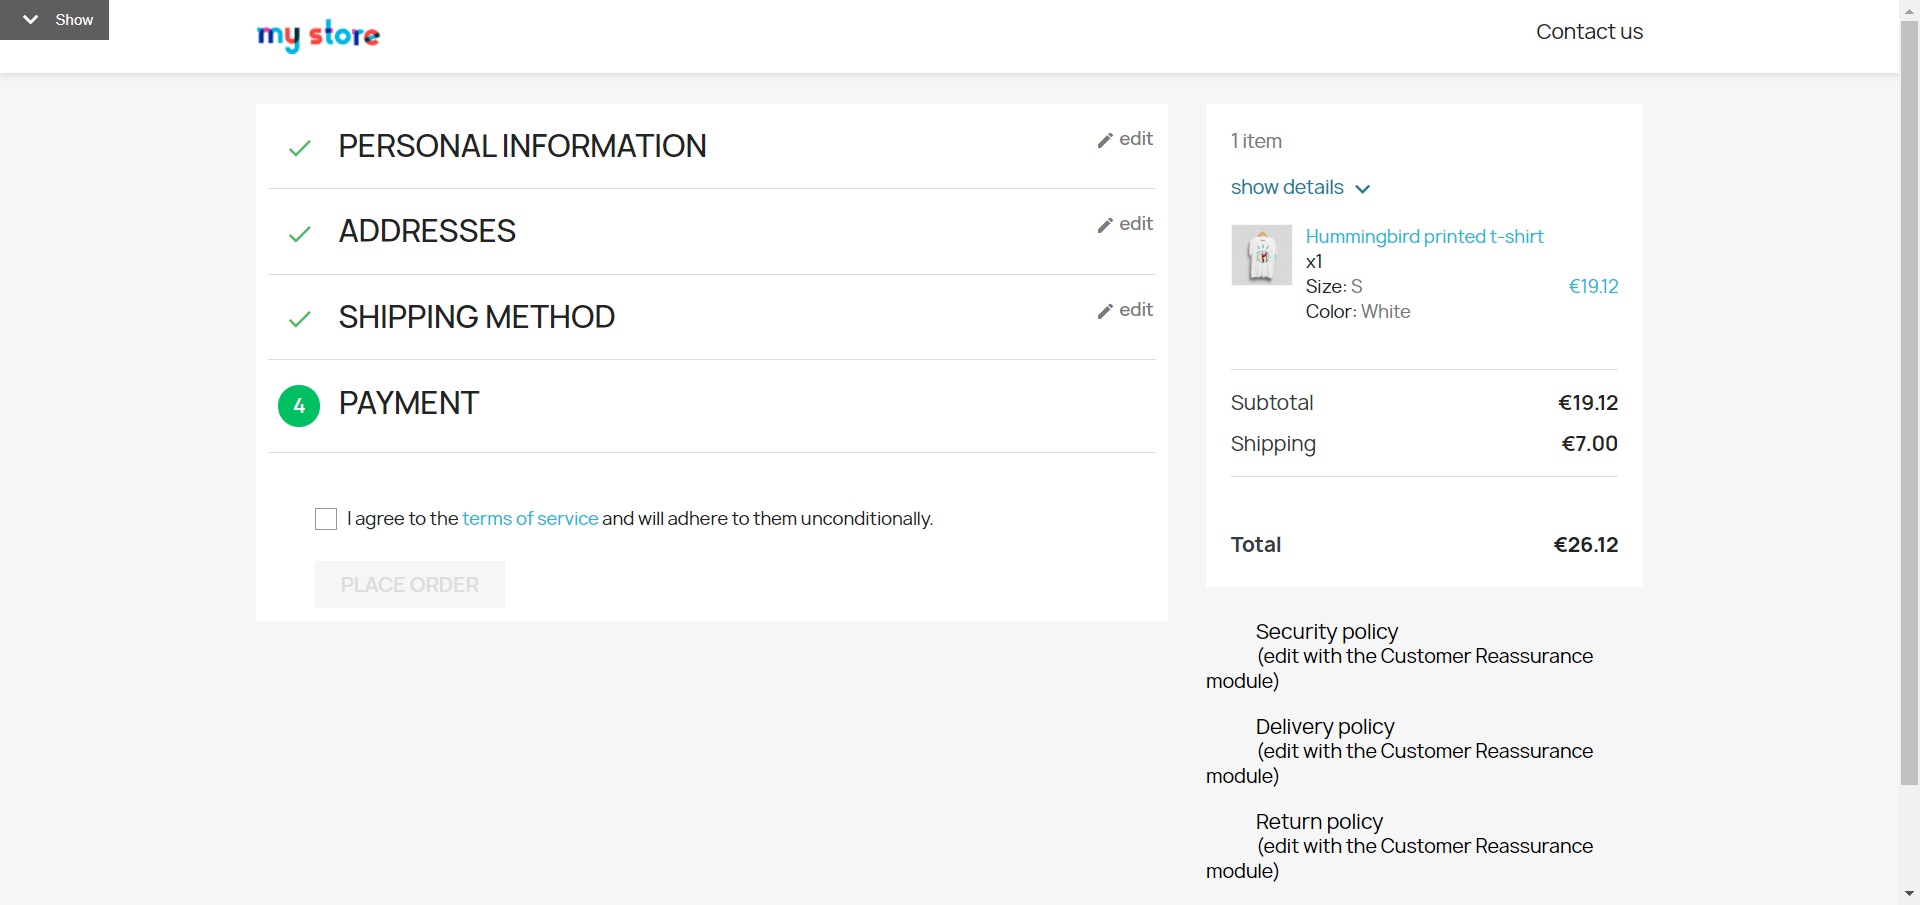 Show
my store
Contact us
PERSONAL INFORMATION
edit
ADDRESSES
edit
SHIPPING METHOD
edit
4 PAYMENT
I agree to the terms of service and will adhere to them unconditionally.
PLACE ORDER
1 item
show details
Hummingbird printed t-shirt
x1
Size: S
€19.12
Color: White
Subtotal €19.12
Shipping €7.00
Total €26.12
Security policy
(edit with the Customer Reassurance
module)
Delivery policy
(edit with the Customer Reassurance
module)
Return policy
(edit with the Customer Reassurance
module)